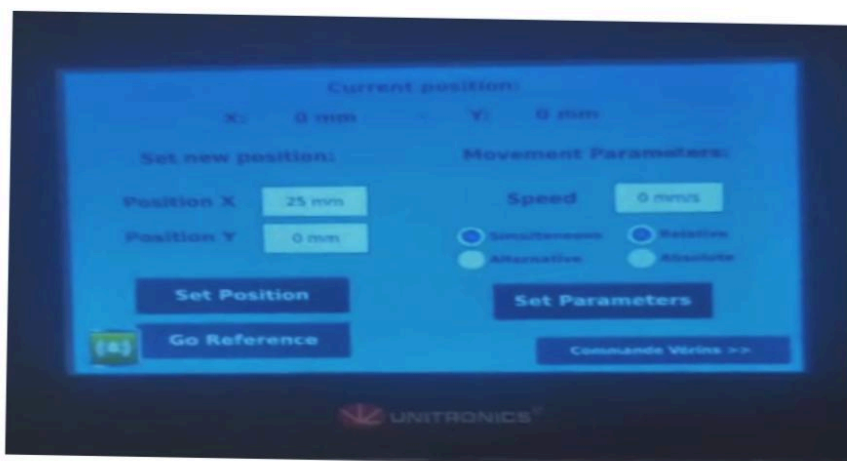 Current position:
X: 0 mm Y: 0 mm
Set new position: Movement Parameters:
Position X 25 mm Speed 0 mm/s
Position Y 0 mm Simultaneous Relative
Alternative Absolute
Set Position Set Parameters
Go Reference Commande Vérins >>
UNITRONICS